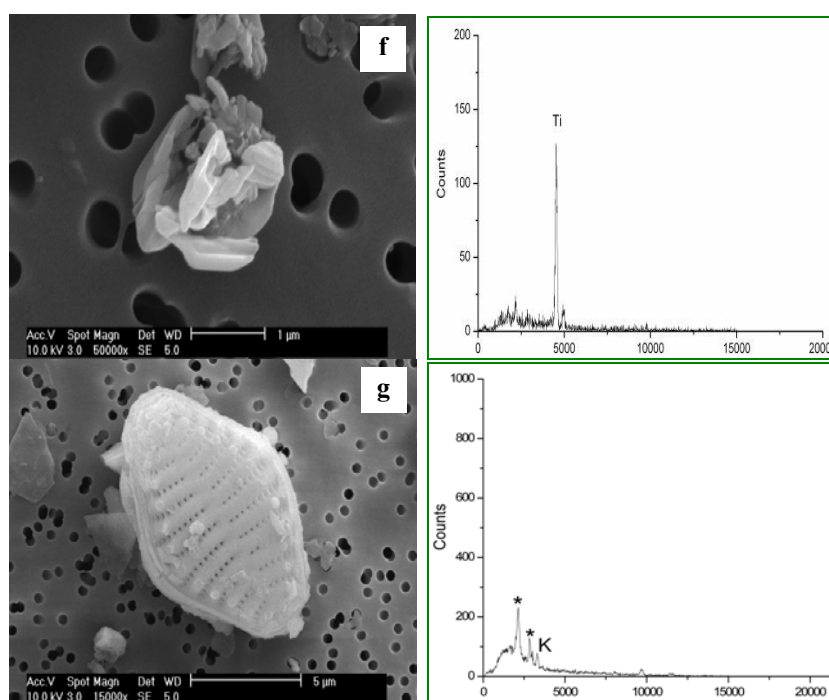 f
Acc.V Spot Magn Det WD 1 µm
10.0 kV 3.0 50000x SE 5.0
200
150
100
50
0
Counts
Ti
0 5000 10000 15000 2000
g
Acc.V Spot Magn Det WD 5 µm
10.0 kV 3.0 15000x SE 5.0
1000
800
600
400
200
0
Counts
* * K
0 5000 10000 15000 20000